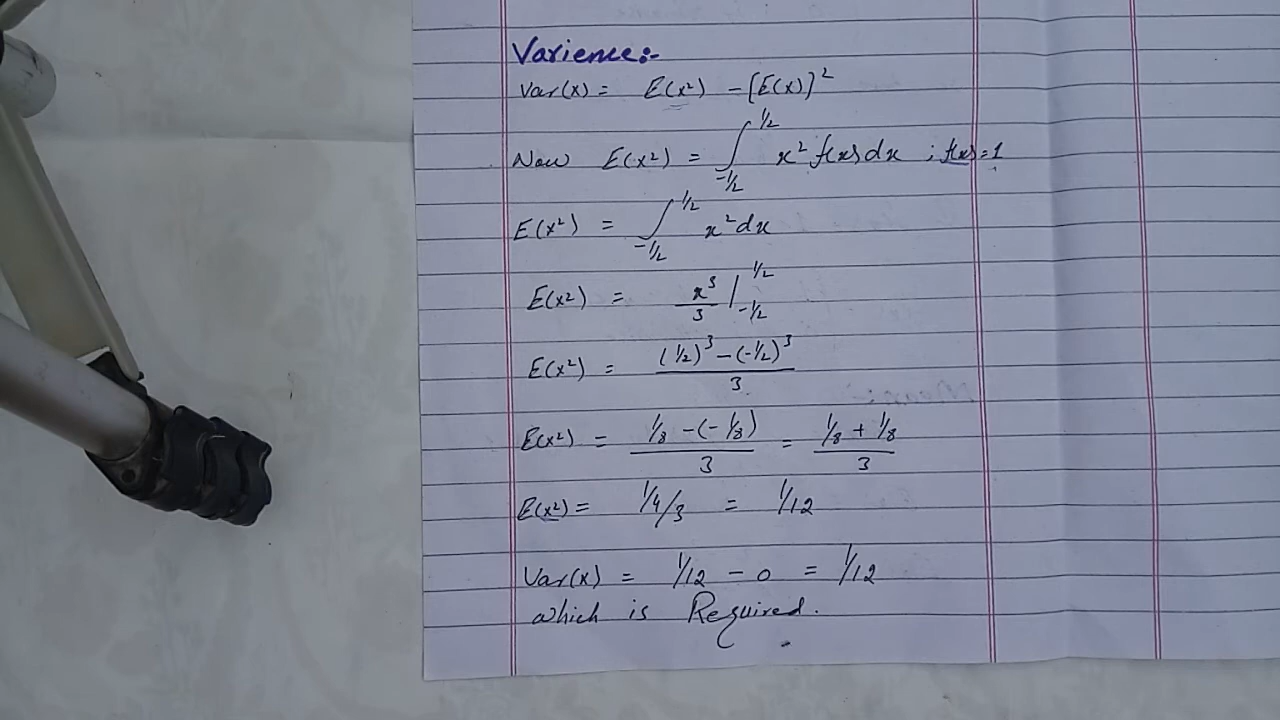 Varience:-
Var(x) = E(x²) - [E(x)]²
Now E(x²) = ∫_{-1/2}^{1/2} x² f(x) dx ; f(x)=1
E(x²) = ∫_{-1/2}^{1/2} x² dx
E(x²) = x³/3 |_{-1/2}^{1/2}
E(x²) = ((1/2)³ - (-1/2)³)/3
E(x²) = (1/8 - (-1/8))/3 = (1/8 + 1/8)/3
E(x²) = 1/4/3 = 1/12
Var(x) = 1/12 - 0 = 1/12
which is Required.